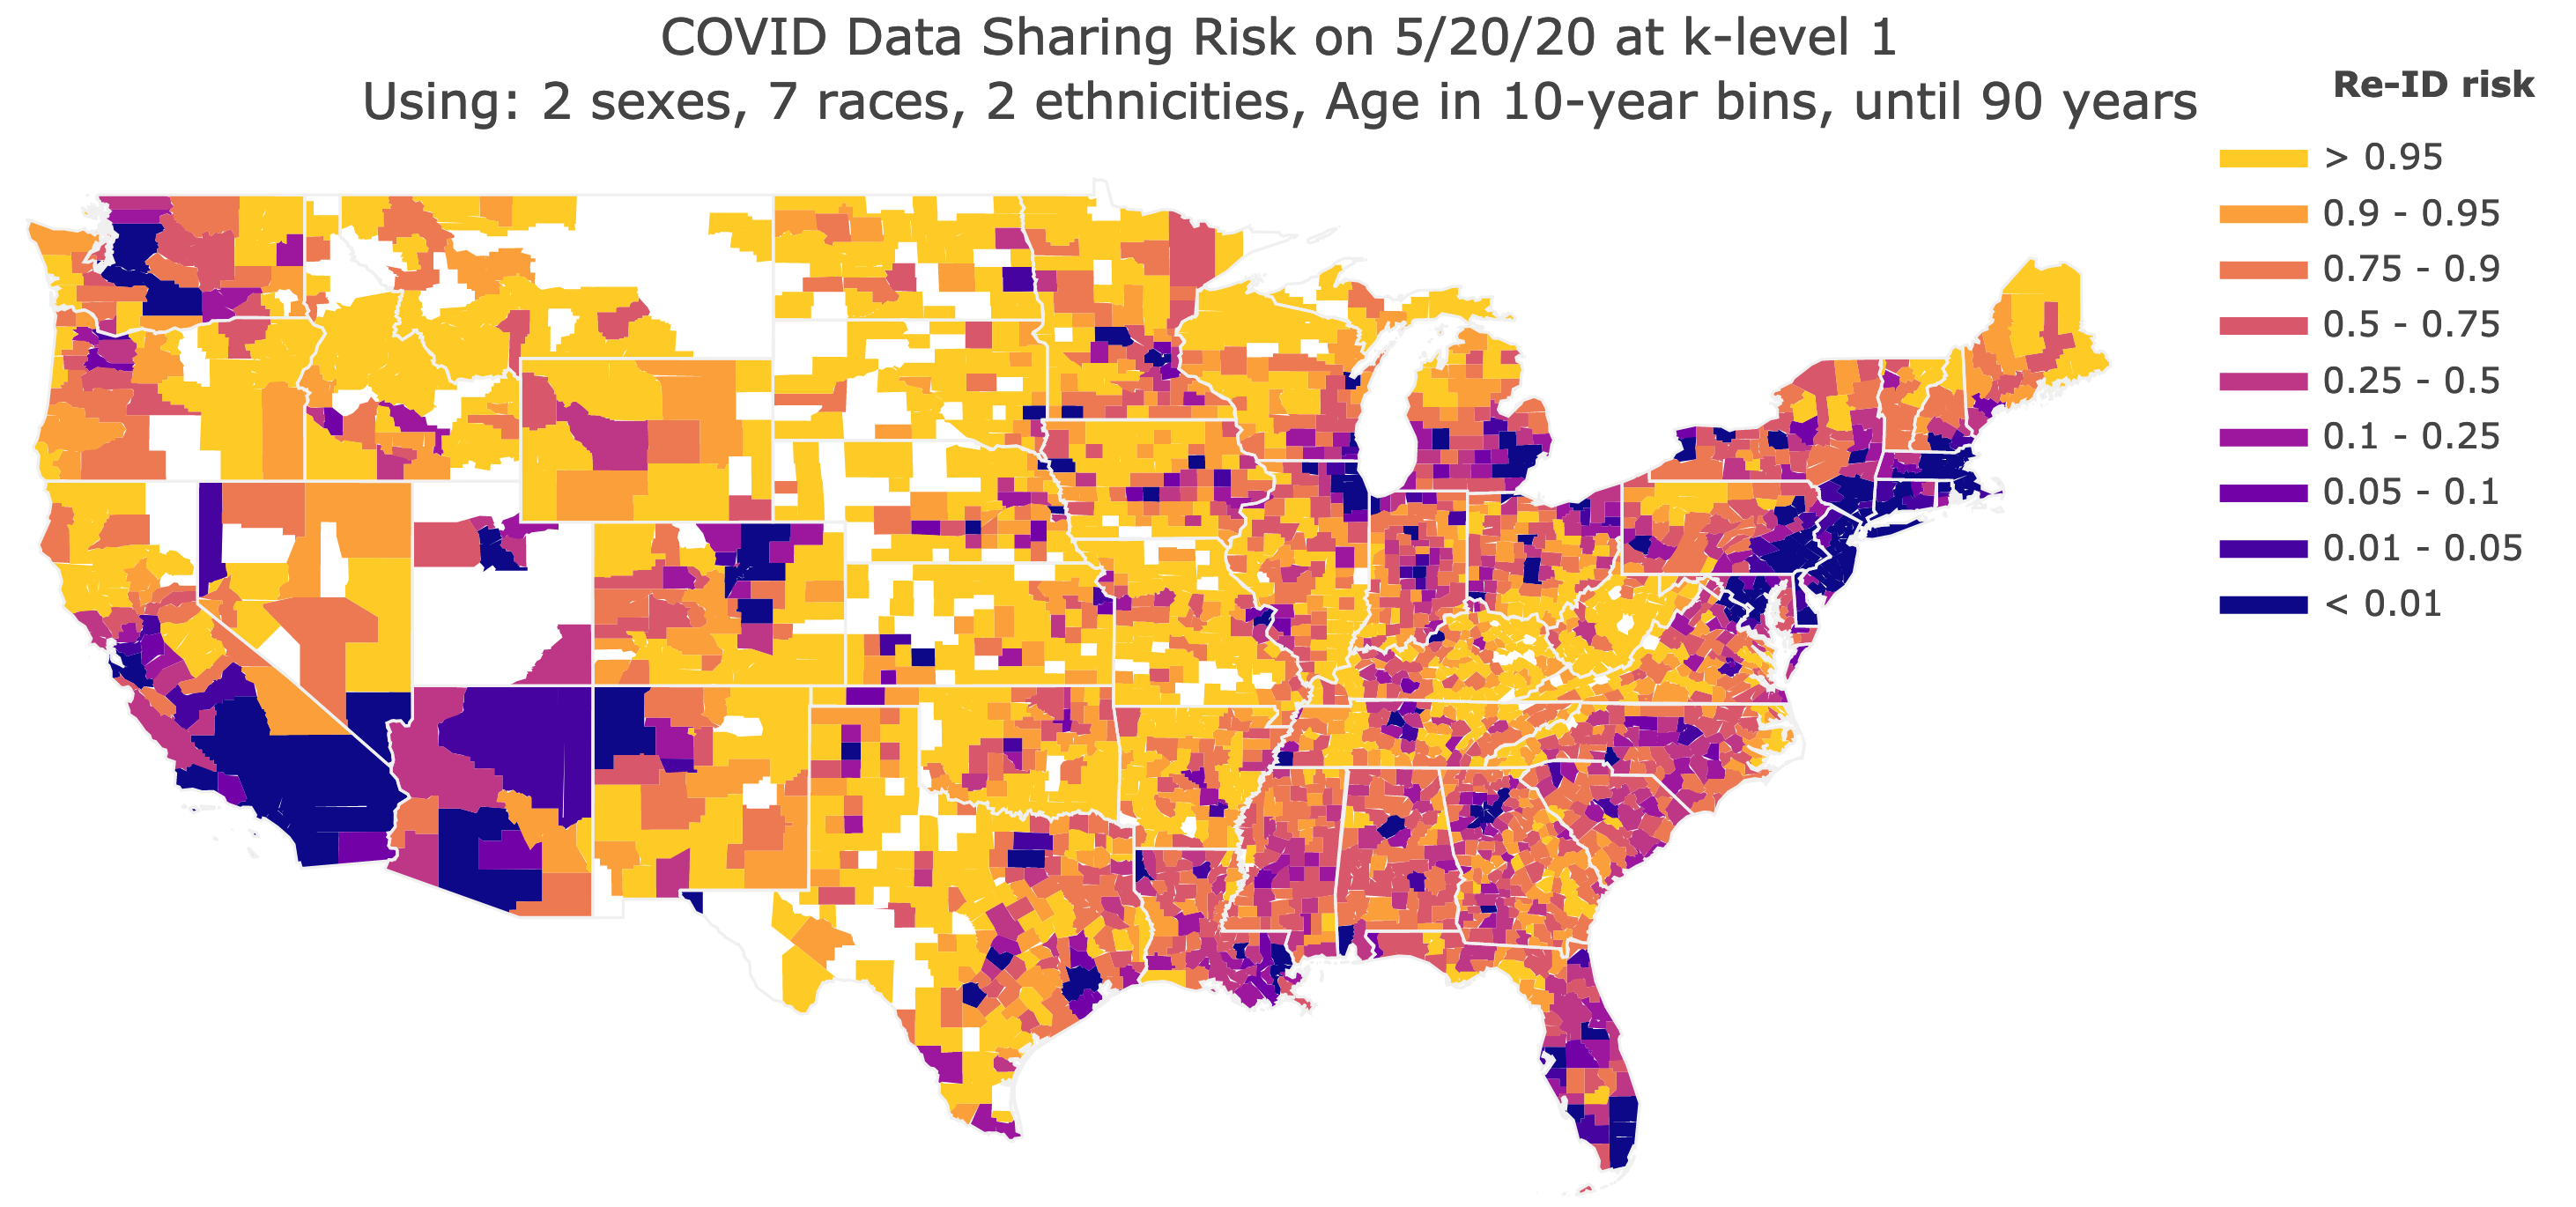 COVID Data Sharing Risk on 5/20/20 at k-level 1
Using: 2 sexes, 7 races, 2 ethnicities, Age in 10-year bins, until 90 years
Re-ID risk
> 0.95
0.9 - 0.95
0.75 - 0.9
0.5 - 0.75
0.25 - 0.5
0.1 - 0.25
0.05 - 0.1
0.01 - 0.05
< 0.01